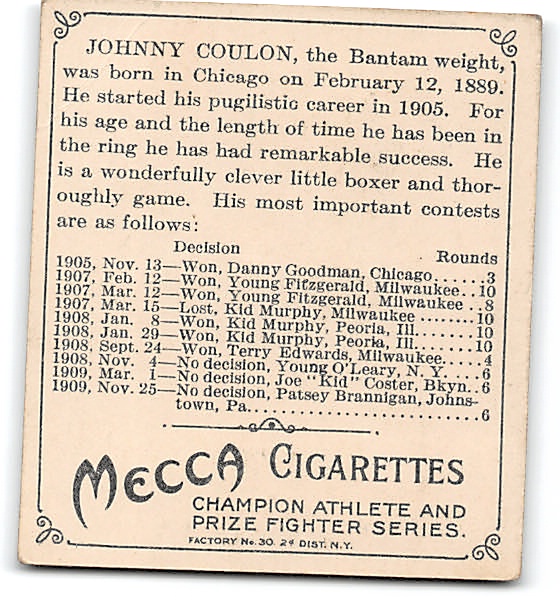 JOHNNY COULON, the Bantam weight,
was born in Chicago on February 12, 1889.
He started his pugilistic career in 1905. For
his age and the length of time he has been in
the ring he has had remarkable success. He
is a wonderfully clever little boxer and thor-
oughly game. His most important contests
are as follows:
Decision Rounds
1905, Nov. 13—Won, Danny Goodman, Chicago......3
1907, Feb. 12—Won, Young Fitzgerald, Milwaukee..10
1907, Mar. 12—Won, Young Fitzgerald, Milwaukee..8
1907, Mar. 15—Lost, Kid Murphy, Milwaukee ........10
1908, Jan. 8—Won, Kid Murphy, Peoria, Ill.......10
1908, Jan. 29—Won, Kid Murphy, Peoria, Ill.......10
1908, Sept. 24—Won, Terry Edwards, Milwaukee.....4
1908, Nov. 4—No decision, Young O'Leary, N. Y....6
1909, Mar. 1—No decision, Joe "Kid" Coster, Bkyn..6
1909, Nov. 25—No decision, Patsey Brannigan, Johns-
town, Pa.................................6
MECCA CIGARETTES
CHAMPION ATHLETE AND
PRIZE FIGHTER SERIES.
FACTORY No. 30. 2d DIST. N.Y.